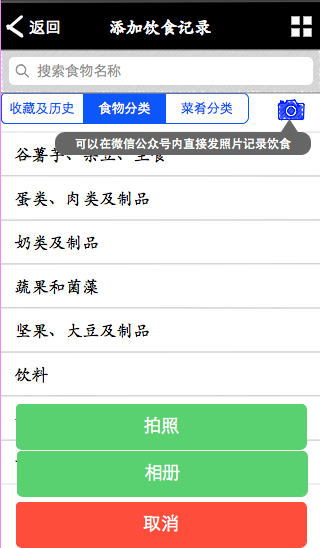 返回 添加饮食记录
搜索食物名称
收藏及历史 食物分类 菜肴分类
可以在微信公众号内直接发照片记录饮食
谷薯芋、杂豆、主食
蛋类、肉类及制品
奶类及制品
蔬果和菌藻
坚果、大豆及制品
饮料
拍照
相册
取消